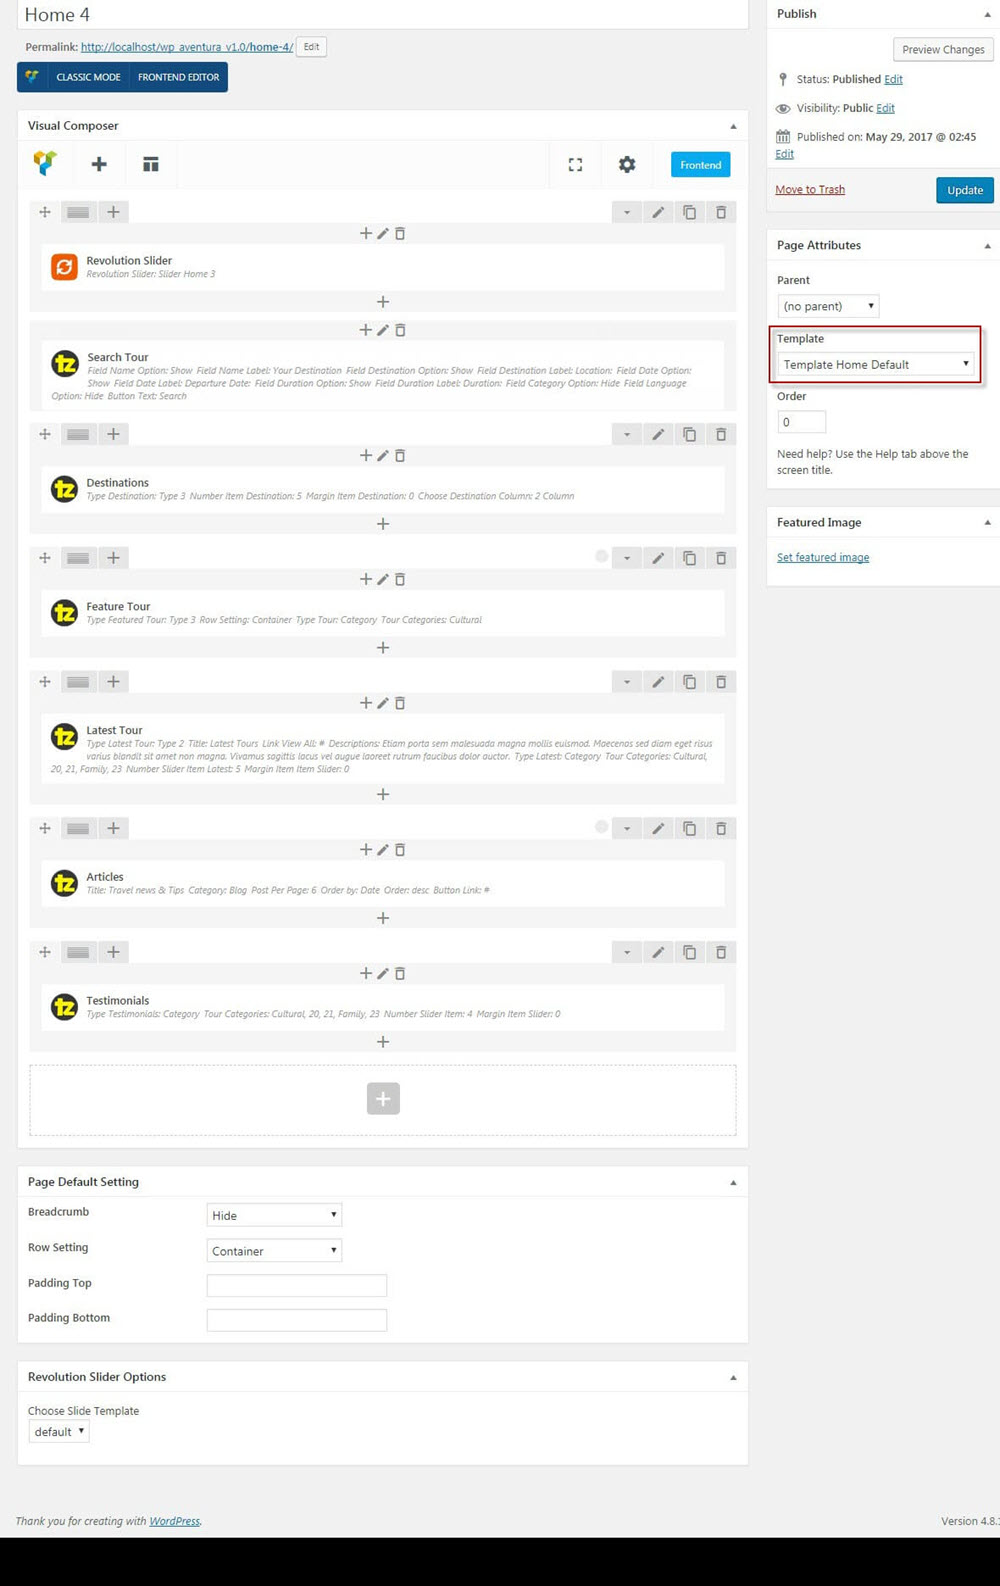 Home 4
Permalink: http://localhost/wp_aventura_v1.0/home-4/ Edit
CLASSIC MODE FRONTEND EDITOR
Visual Composer
Frontend
Revolution Slider
Revolution Slider: Slider Home 3
Search Tour
Field Name Option: Show Field Name Label: Your Destination Field Destination Option: Show Field Destination Label: Location: Field Date Option:
Show Field Date Label: Departure Date: Field Duration Option: Show Field Duration Label: Duration: Field Category Option: Hide Field Language
Option: Hide Button Text: Search
Destinations
Type Destination: Type 3 Number Item Destination: 5 Margin Item Destination: 0 Choose Destination Column: 2 Column
Feature Tour
Type Featured Tour: Type 3 Row Setting: Container Type Tour: Category Tour Categories: Cultural
Latest Tour
Type Latest Tour: Type 2 Title: Latest Tours Link View All: # Descriptions: Etiam porta sem malesuada magna mollis euismod. Maecenas sed diam eget risus
varius blandit sit amet non magna. Vivamus sagittis lacus vel augue laoreet rutrum faucibus dolor auctor. Type Latest: Category Tour Categories: Cultural,
20, 21, Family, 23 Number Slider Item Latest: 5 Margin Item Item Slider: 0
Articles
Title: Travel news & Tips Category: Blog Post Per Page: 6 Order by: Date Order: desc Button Link: #
Testimonials
Type Testimonials: Category Tour Categories: Cultural, 20, 21, Family, 23 Number Slider Item: 4 Margin Item Slider: 0
Page Default Setting
Breadcrumb Hide
Row Setting Container
Padding Top
Padding Bottom
Revolution Slider Options
Choose Slide Template
default
Publish
Preview Changes
Status: Published Edit
Visibility: Public Edit
Published on: May 29, 2017 @ 02:45
Edit
Move to Trash Update
Page Attributes
Parent
(no parent)
Template
Template Home Default
Order
0
Need help? Use the Help tab above the
screen title.
Featured Image
Set featured image
Thank you for creating with WordPress.
Version 4.8.